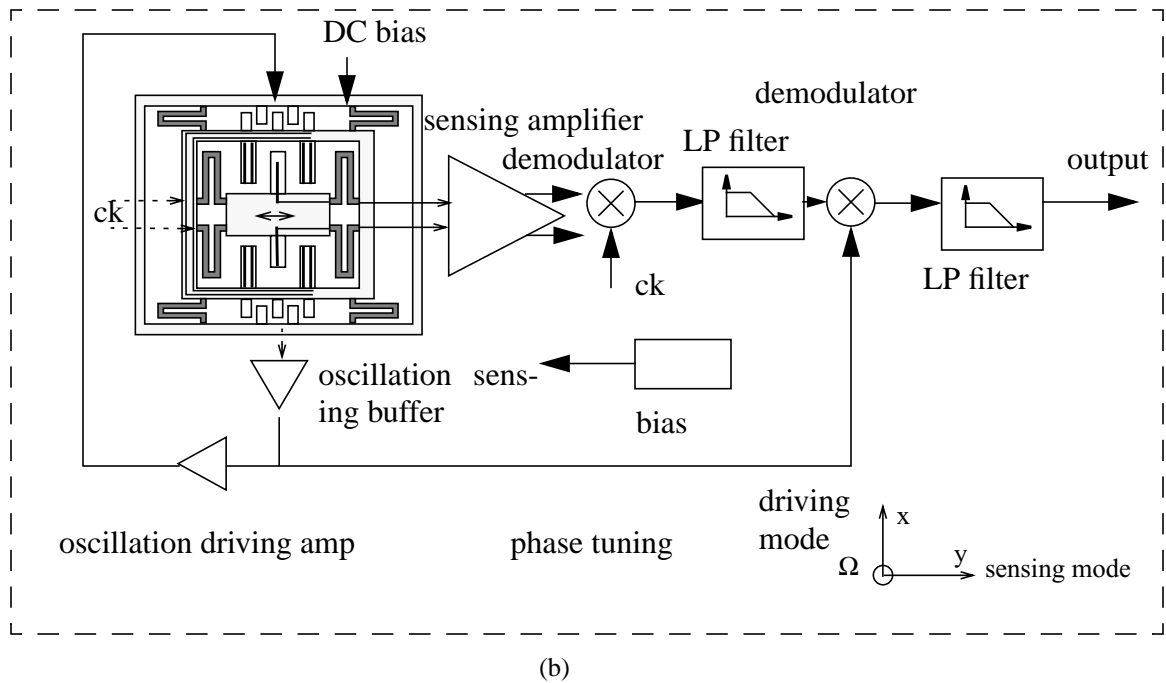 DC bias
demodulator
sensing amplifier
demodulator
LP filter
output
ck
ck
LP filter
oscillation sens-
ing buffer
bias
oscillation driving amp
phase tuning
driving
mode
x
Ω
y
sensing mode
(b)